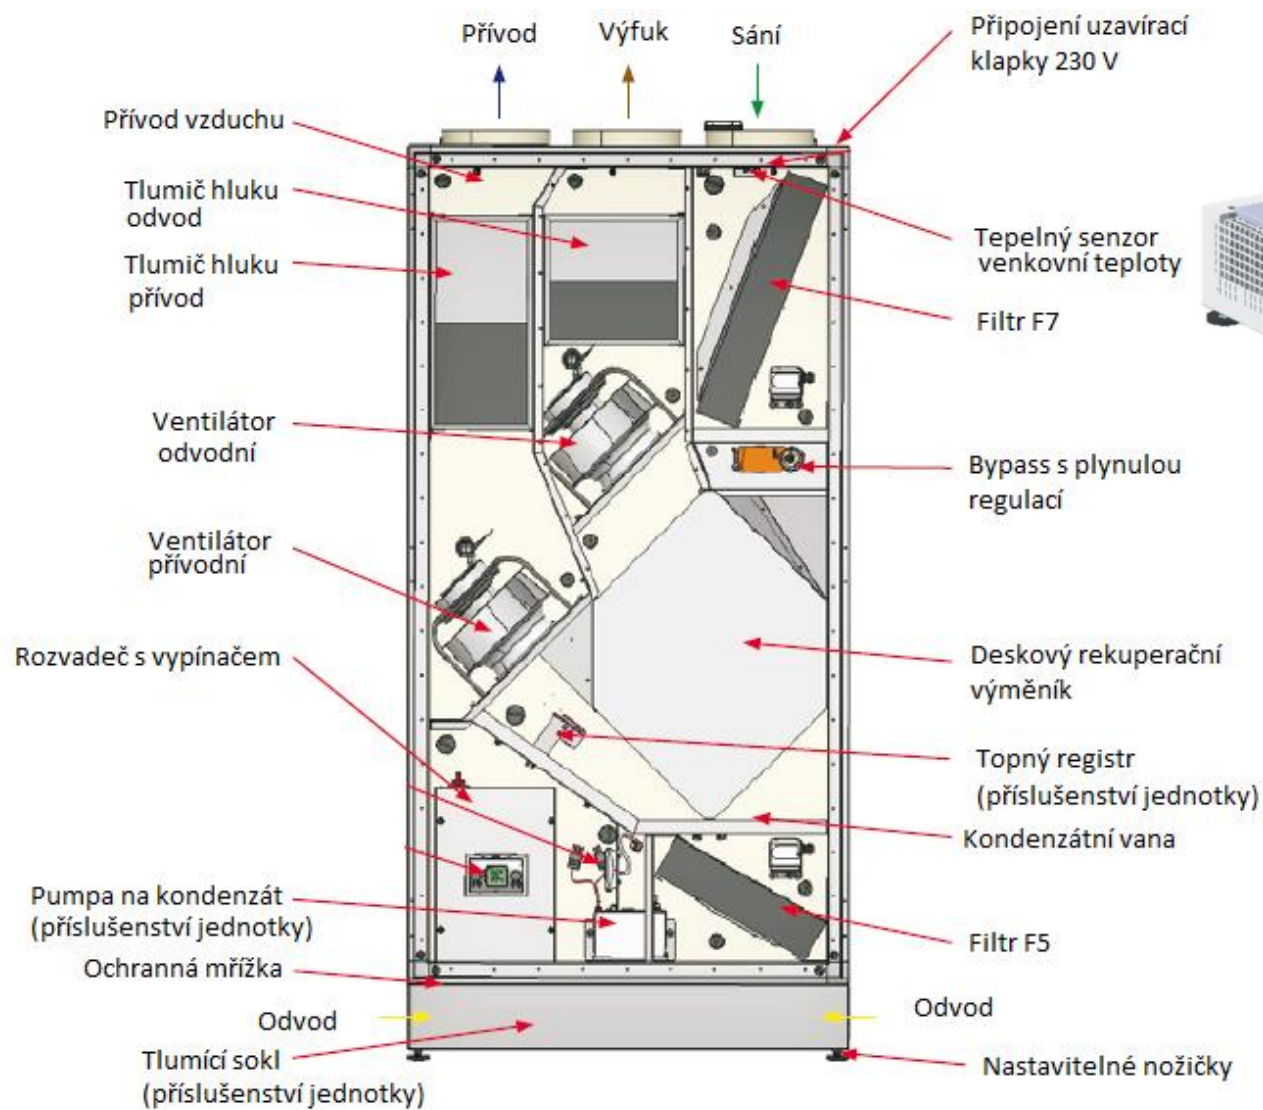 Přívod
Výfuk
Sání
Připojení uzavírací
klapky 230 V
Přívod vzduchu
Tlumič hluku
odvod
Tlumič hluku
přívod
Tepelný senzor
venkovní teploty
Filtr F7
Ventilátor
odvodní
Bypass s plynulou
regulací
Ventilátor
přívodní
Rozvadeč s vypínačem
Deskový rekuperační
výměník
Topný registr
(příslušenství jednotky)
Kondenzátní vana
Pumpa na kondenzát
(příslušenství jednotky)
Filtr F5
Ochranná mřížka
Odvod
Odvod
Tlumící sokl
(příslušenství jednotky)
Nastavitelné nožičky